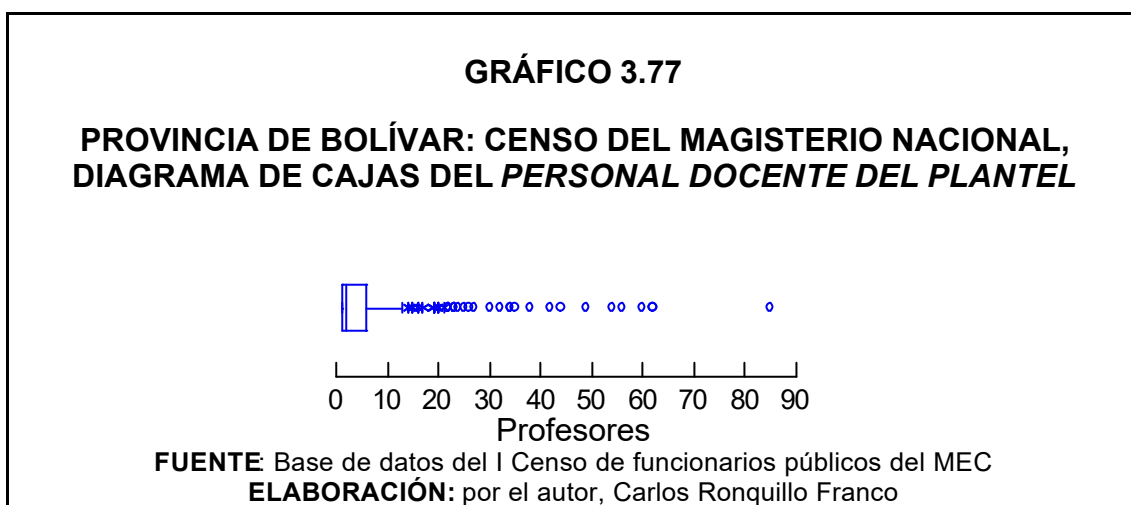 GRÁFICO 3.77
PROVINCIA DE BOLÍVAR: CENSO DEL MAGISTERIO NACIONAL,
DIAGRAMA DE CAJAS DEL PERSONAL DOCENTE DEL PLANTEL
0 10 20 30 40 50 60 70 80 90
Profesores
FUENTE: Base de datos del I Censo de funcionarios públicos del MEC
ELABORACIÓN: por el autor, Carlos Ronquillo Franco